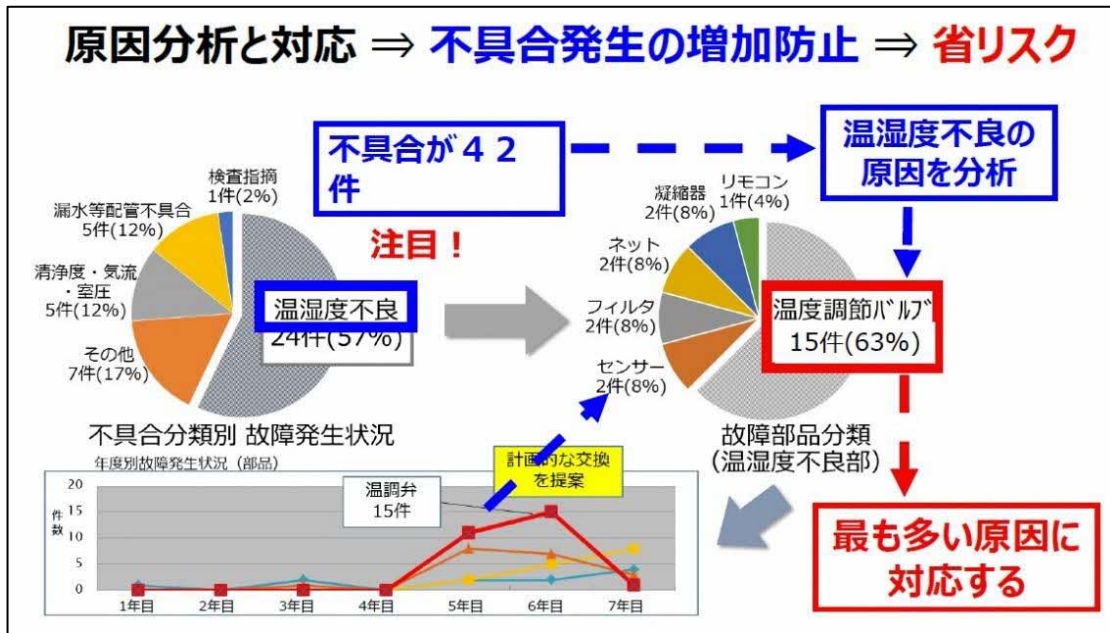 原因分析と対応 ⇒ 不具合発生の増加防止 ⇒ 省リスク
不具合が４２
件
温湿度不良の
原因を分析
検査指摘
1件(2%)
漏水等配管不具合
5件(12%)
清浄度・気流
・室圧
5件(12%)
その他
7件(17%)
注目！
温湿度不良
24件(57%)
不具合分類別 故障発生状況
リモコン
1件(4%)
凝縮器
2件(8%)
ネット
2件(8%)
フィルタ
2件(8%)
センサー
2件(8%)
温度調節ﾊﾞﾙﾌﾞ
15件(63%)
故障部品分類
(温湿度不良部)
年度別故障発生状況（部品）
計画的な交換
を提案
温調弁
15件
件数
20
15
10
5
0
1年目 2年目 3年目 4年目 5年目 6年目 7年目
最も多い原因に
対応する